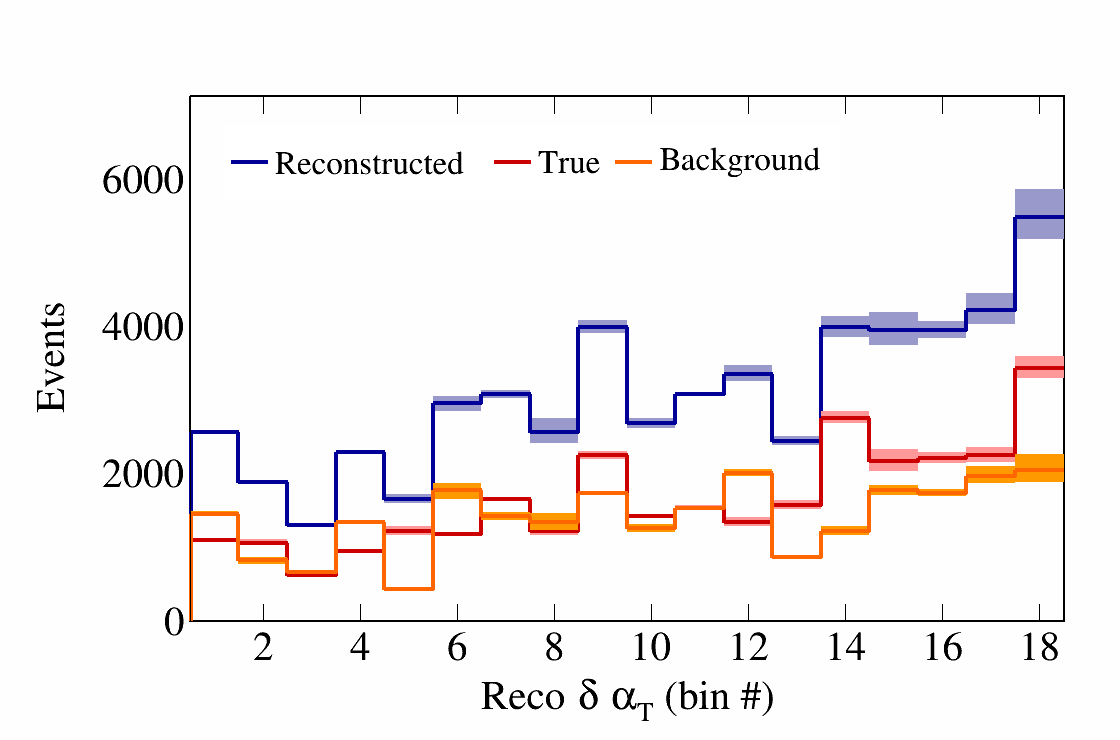 Reconstructed True Background
6000
4000
2000
0
Events
2 4 6 8 10 12 14 16 18
Reco δ αT (bin #)